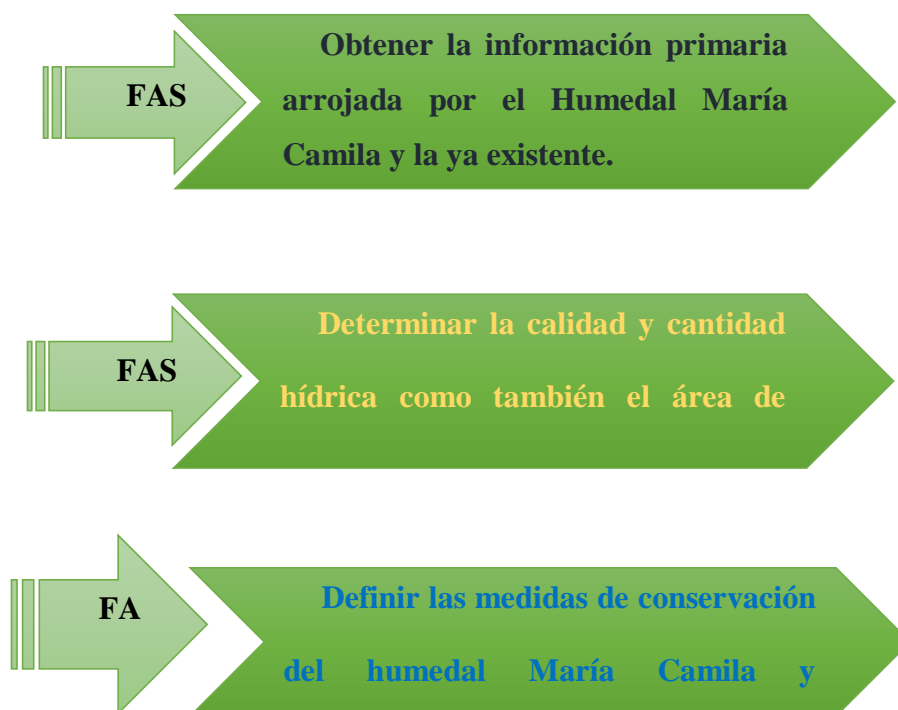 FAS
Obtener la información primaria
arrojada por el Humedal María
Camila y la ya existente.
FAS
Determinar la calidad y cantidad
hídrica como también el área de
FA
Definir las medidas de conservación
del humedal María Camila y